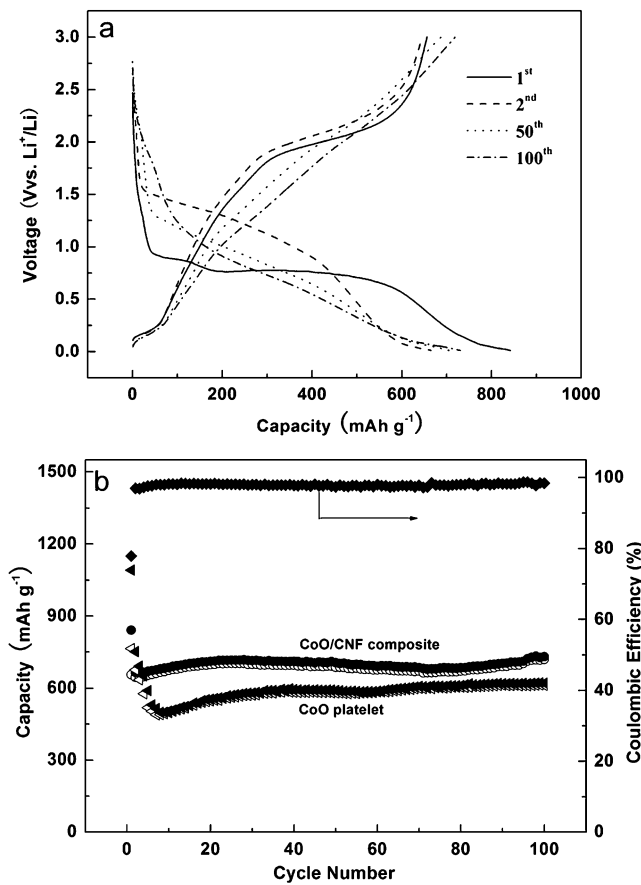 a
3.0
2.5
2.0
1.5
1.0
0.5
0.0
Voltage (Vvs. Li⁺/Li)
1ˢᵗ
2ⁿᵈ
50ᵗʰ
100ᵗʰ
0 200 400 600 800 1000
Capacity (mAh g⁻¹)
b
1500
1200
900
600
300
0
Capacity (mAh g⁻¹)
CoO/CNF composite
CoO platelet
100
80
60
40
20
0
Coulombic Efficiency (%)
0 20 40 60 80 100
Cycle Number